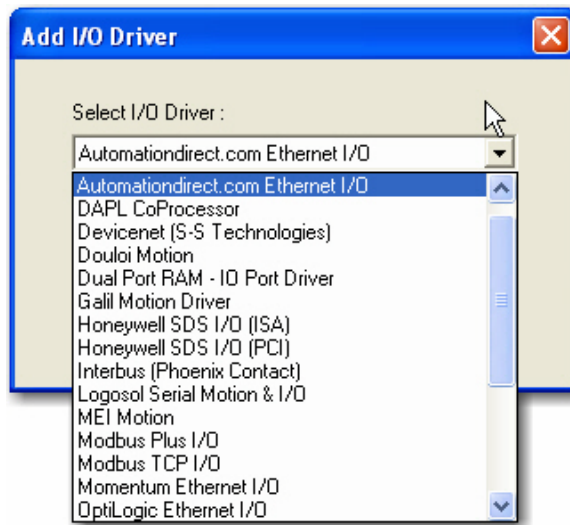 Add I/O Driver
Select I/O Driver :
Automationdirect.com Ethernet I/O
Automationdirect.com Ethernet I/O
DAPL CoProcessor
Devicenet (S-S Technologies)
Douloi Motion
Dual Port RAM - IO Port Driver
Galil Motion Driver
Honeywell SDS I/O (ISA)
Honeywell SDS I/O (PCI)
Interbus (Phoenix Contact)
Logosol Serial Motion & I/O
MEI Motion
Modbus Plus I/O
Modbus TCP I/O
Momentum Ethernet I/O
OptiLogic Ethernet I/O